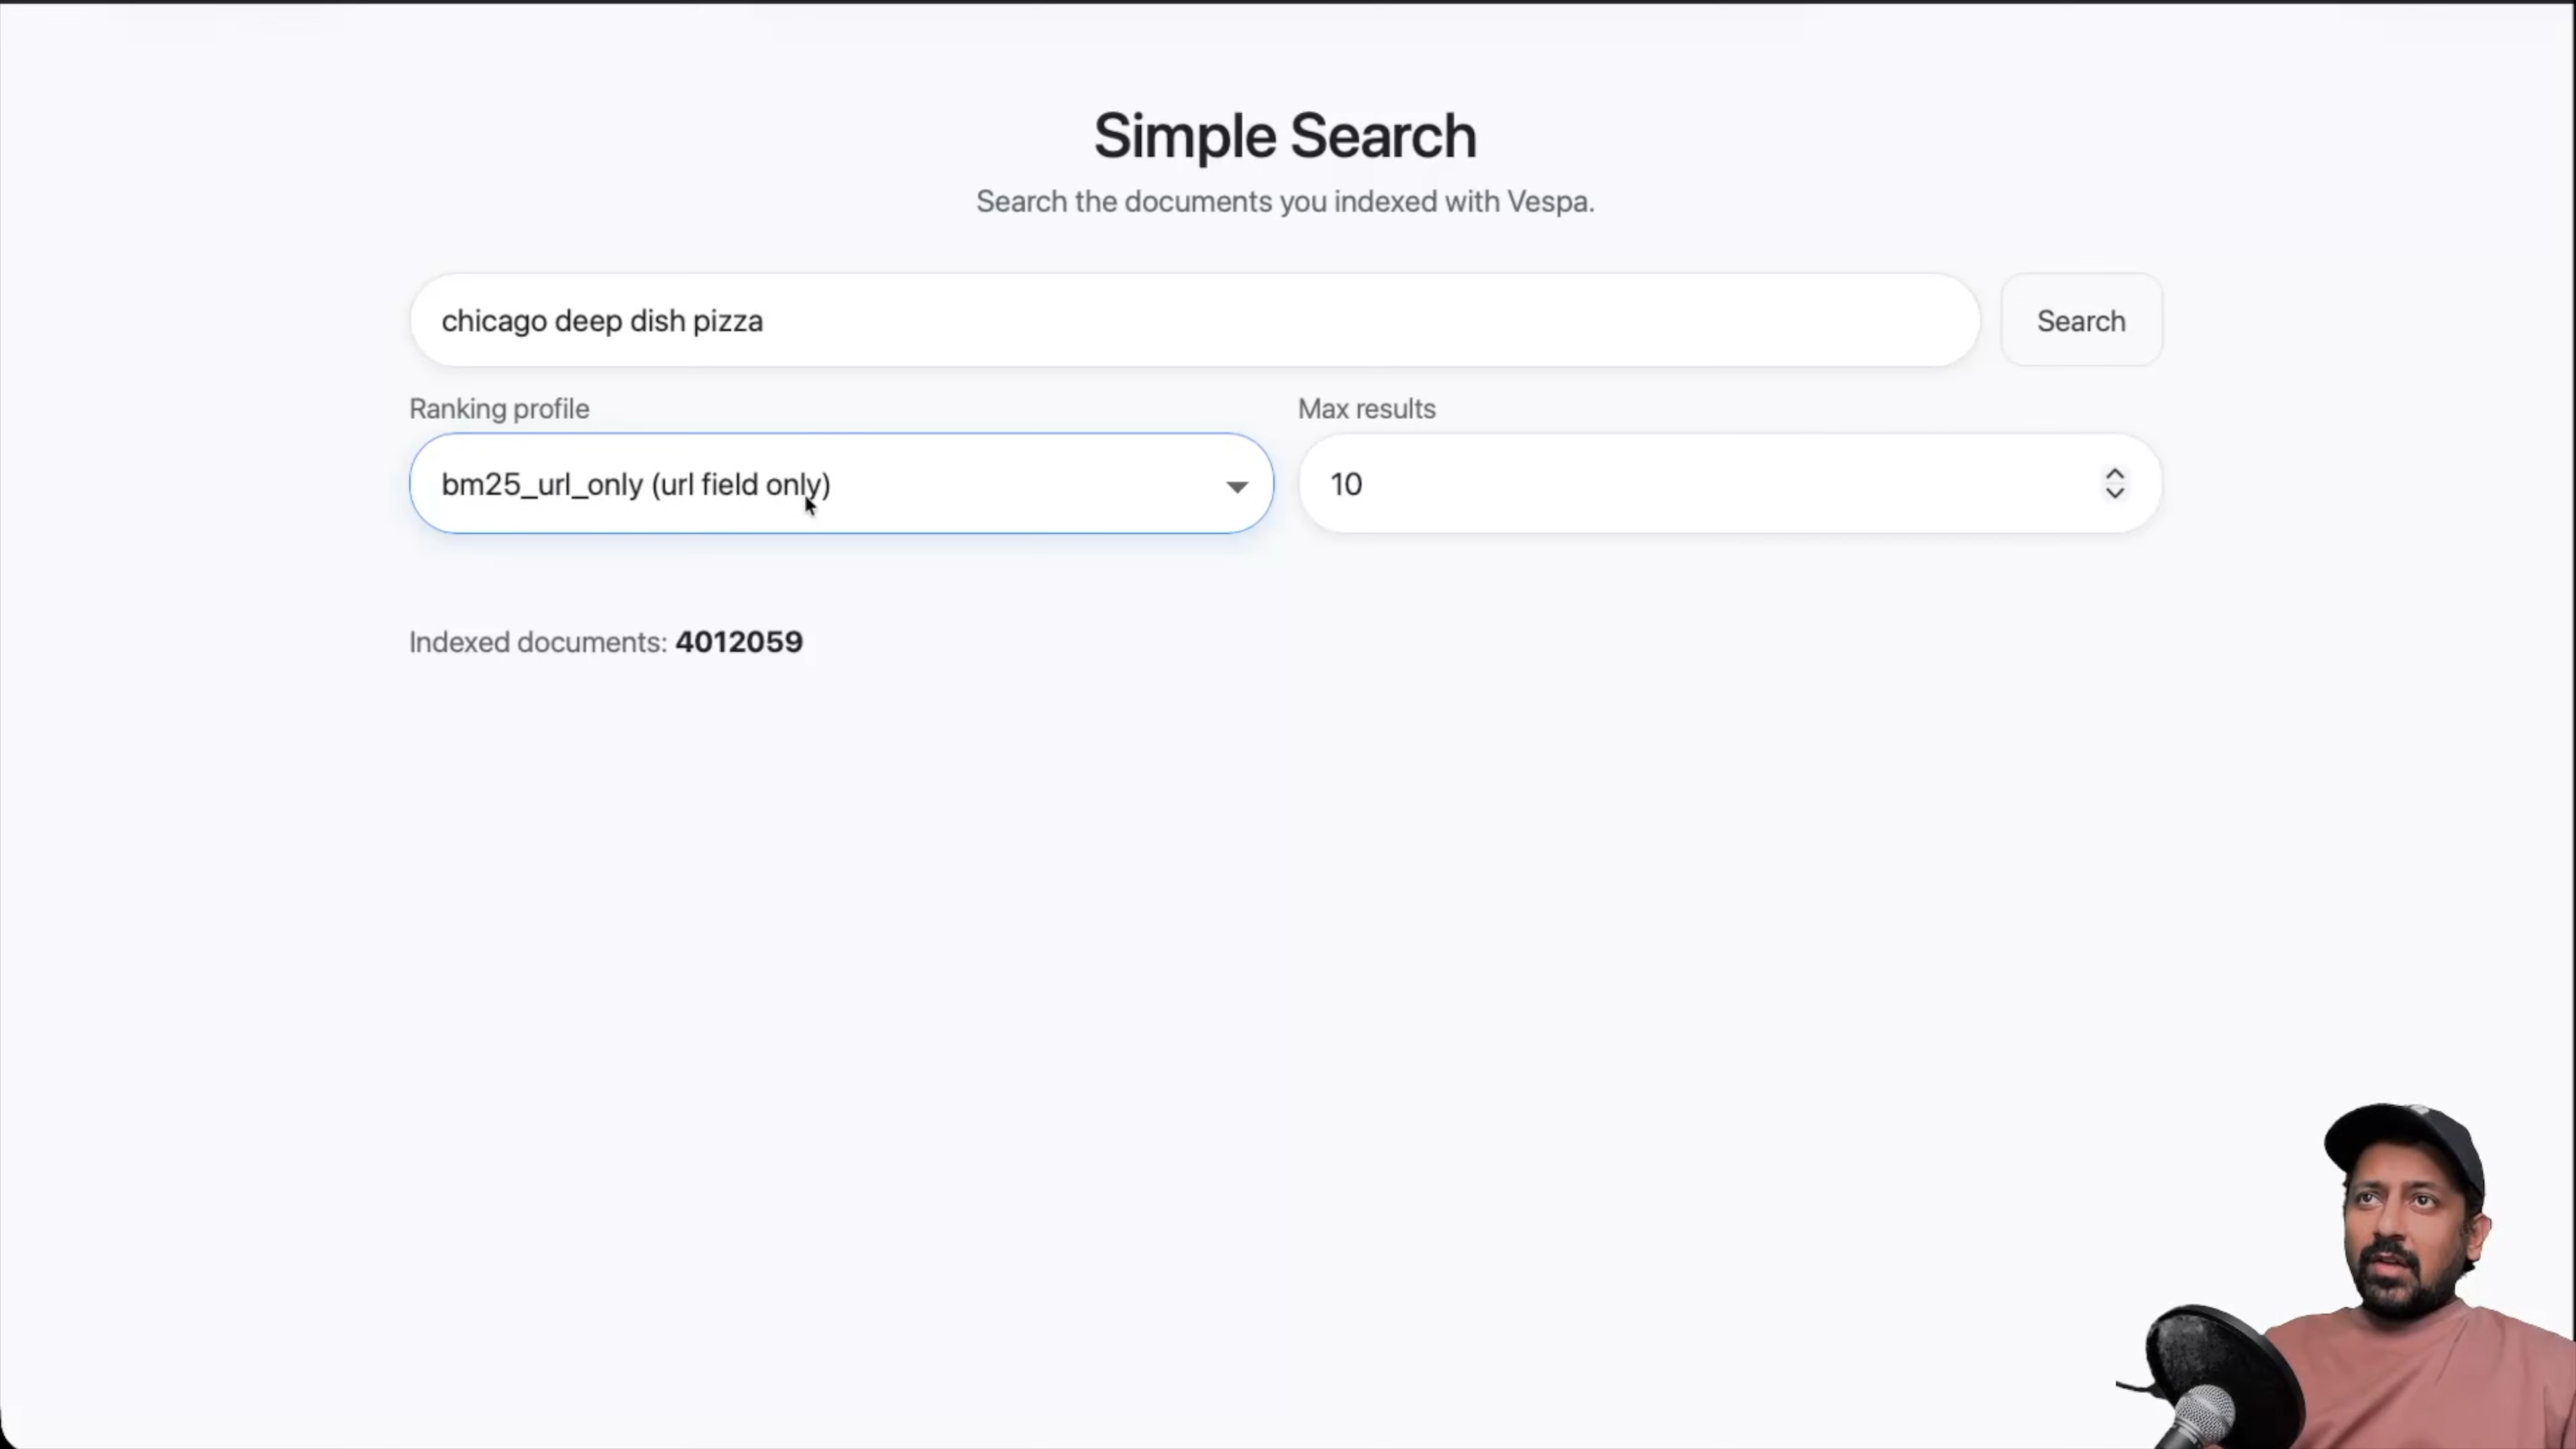 Simple Search
Search the documents you indexed with Vespa.
chicago deep dish pizza
Search
Ranking profile
Max results
bm25_url_only (url field only)
10
Indexed documents: 4012059